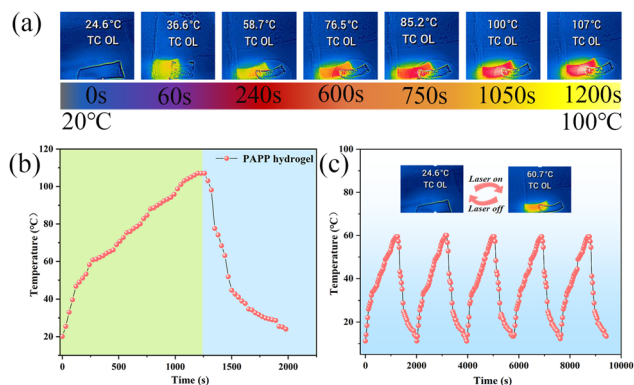 (a)
24.6°C
TC OL
36.6°C
TC OL
58.7°C
TC OL
76.5°C
TC OL
85.2°C
TC OL
100°C
TC OL
107°C
TC OL
0s 60s 240s 600s 750s 1050s 1200s
20℃ 100℃
(b)
PAPP hydrogel
120
100
80
60
40
20
Temperature (℃)
0 500 1000 1500 2000
Time (s)
(c)
24.6°C
TC OL
Laser on
Laser off
60.7°C
TC OL
100
80
60
40
20
Temperature (℃)
0 2000 4000 6000 8000 10000
Time (s)